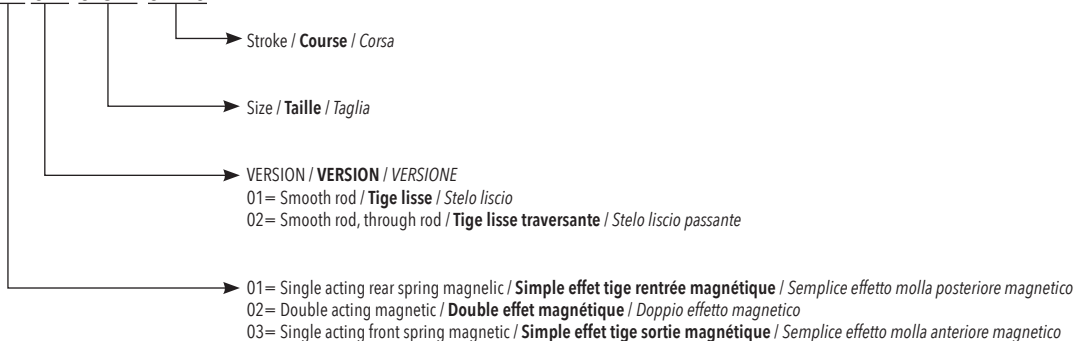 Stroke / Course / Corsa
Size / Taille / Taglia
VERSION / VERSION / VERSIONE
01= Smooth rod / Tige lisse / Stelo liscio
02= Smooth rod, through rod / Tige lisse traversante / Stelo liscio passante
01= Single acting rear spring magnelic / Simple effet tige rentrée magnétique / Semplice effetto molla posteriore magnetico
02= Double acting magnetic / Double effet magnétique / Doppio effetto magnetico
03= Single acting front spring magnetic / Simple effet tige sortie magnétique / Semplice effetto molla anteriore magnetico